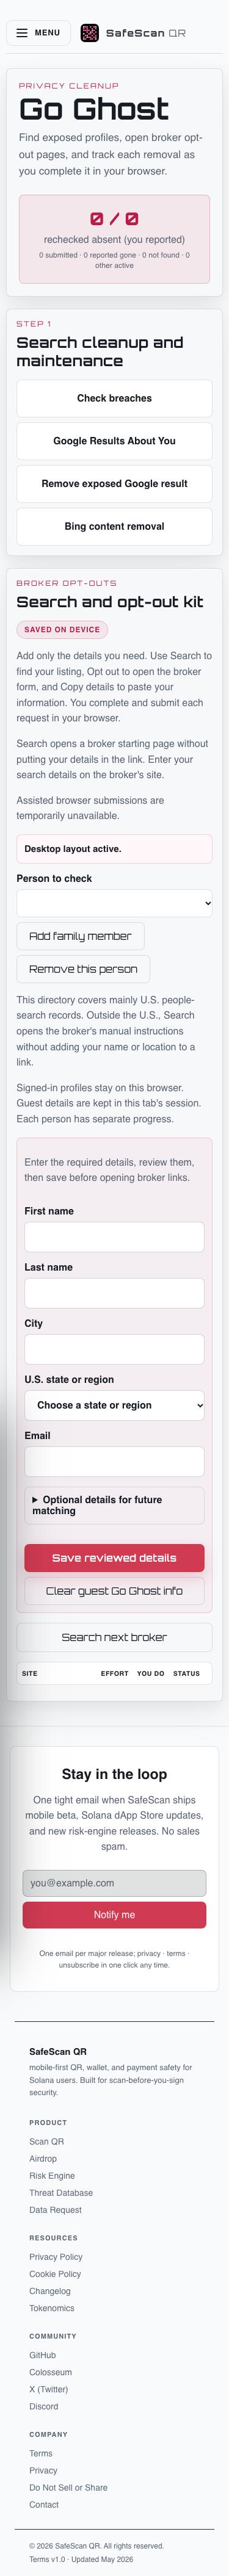 MENU
SafeScan QR
PRIVACY CLEANUP
Go Ghost
Find exposed profiles, open broker opt-
out pages, and track each removal as
you complete it in your browser.
0 / 0
rechecked absent (you reported)
0 submitted · 0 reported gone · 0 not found · 0
other active
STEP 1
Search cleanup and
maintenance
Check breaches
Google Results About You
Remove exposed Google result
Bing content removal
BROKER OPT-OUTS
Search and opt-out kit
SAVED ON DEVICE
Add only the details you need. Use Search to
find your listing, Opt out to open the broker
form, and Copy details to paste your
information. You complete and submit each
request in your browser.
Search opens a broker starting page without
putting your details in the link. Enter your
search details on the broker's site.
Assisted browser submissions are
temporarily unavailable.
Desktop layout active.
Person to check
Add family member
Remove this person
This directory covers mainly U.S. people-
search records. Outside the U.S., Search
opens the broker's manual instructions
without adding your name or location to a
link.
Signed-in profiles stay on this browser.
Guest details are kept in this tab's session.
Each person has separate progress.
Enter the required details, review them,
then save before opening broker links.
First name
Last name
City
U.S. state or region
Choose a state or region
Email
Optional details for future
matching
Save reviewed details
Clear guest Go Ghost info
Search next broker
SITE EFFORT YOU DO STATUS
Stay in the loop
One tight email when SafeScan ships
mobile beta, Solana dApp Store updates,
and new risk-engine releases. No sales
spam.
you@example.com
Notify me
One email per major release; privacy · terms ·
unsubscribe in one click any time.
SafeScan QR
mobile-first QR, wallet, and payment safety for
Solana users. Built for scan-before-you-sign
security.
PRODUCT
Scan QR
Airdrop
Risk Engine
Threat Database
Data Request
RESOURCES
Privacy Policy
Cookie Policy
Changelog
Tokenomics
COMMUNITY
GitHub
Colosseum
X (Twitter)
Discord
COMPANY
Terms
Privacy
Do Not Sell or Share
Contact
© 2026 SafeScan QR. All rights reserved.
Terms v1.0 · Updated May 2026